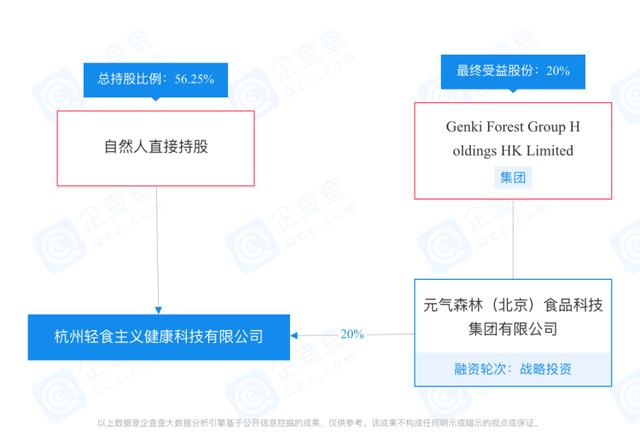 总持股比例：56.25%
最终受益股份：20%
自然人直接持股
Genki Forest Group H
oldings HK Limited
集团
元气森林（北京）食品科技
集团有限公司
融资轮次：战略投资
20%
杭州轻食主义健康科技有限公司
以上数据是企查查大数据分析引擎基于公开信息挖掘的成果，仅供参考。该成果不构成任何明示或暗示的观点或保证。
企查查
Qcc.com